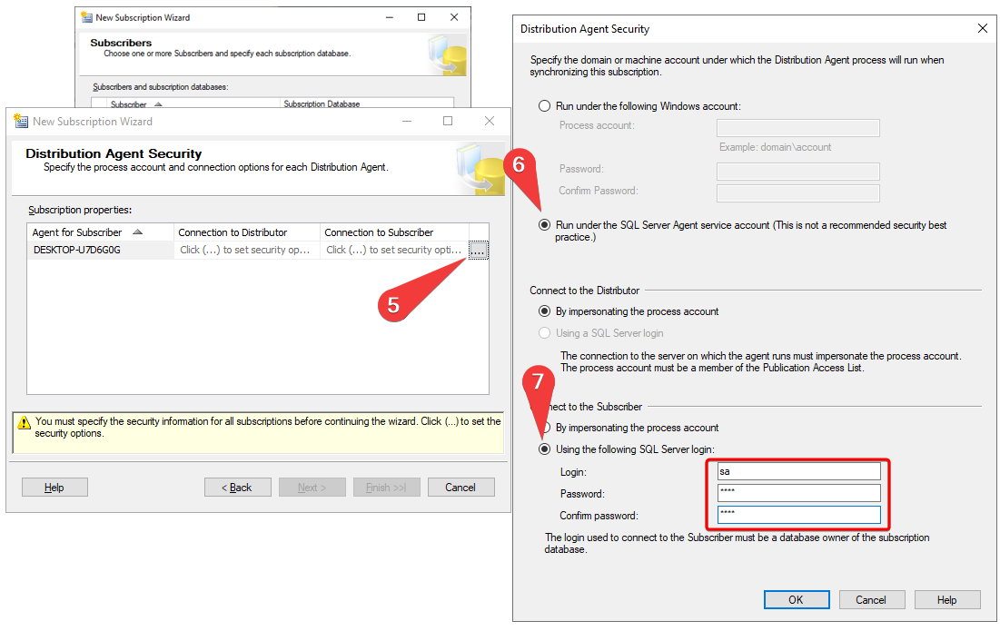 New Subscription Wizard
Subscribers
Choose one or more Subscribers and specify each subscription database.
Subscribers and subscription databases:
Subscriber Subscription Database
New Subscription Wizard
Distribution Agent Security
Specify the process account and connection options for each Distribution Agent.
Subscription properties:
Agent for Subscriber Connection to Distributor Connection to Subscriber
DESKTOP-U7D6G0G Click (...) to set security op... Click (...) to set security opti... ....
5
You must specify the security information for all subscriptions before continuing the wizard. Click (...) to set the
security options.
Help < Back Next > Finish >>| Cancel
Distribution Agent Security
Specify the domain or machine account under which the Distribution Agent process will run when
synchronizing this subscription.
Run under the following Windows account:
Process account:
Example: domain\account
Password:
Confirm Password:
6
Run under the SQL Server Agent service account (This is not a recommended security best
practice.)
Connect to the Distributor
By impersonating the process account
Using a SQL Server login
The connection to the server on which the agent runs must impersonate the process account.
The process account must be a member of the Publication Access List.
7
nnect to the Subscriber
By impersonating the process account
Using the following SQL Server login:
Login: sa
Password: ****
Confirm password: ****
The login used to connect to the Subscriber must be a database owner of the subscription
database.
OK Cancel Help